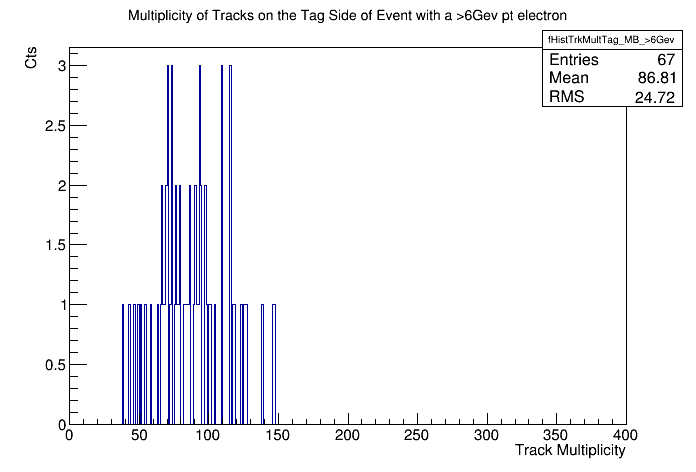 Multiplicity of Tracks on the Tag Side of Event with a >6Gev pt electron
fHistTrkMultTag_MB_>6Gev
Entries 67
Mean 86.81
RMS 24.72
Cts
3
2.5
2
1.5
1
0.5
0
0 50 100 150 200 250 300 350 400
Track Multiplicity